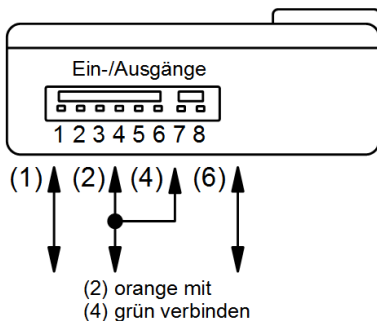 Ein-/Ausgänge
1 2 3 4 5 6 7 8
(1) (2) (4) (6)
(2) orange mit
(4) grün verbinden